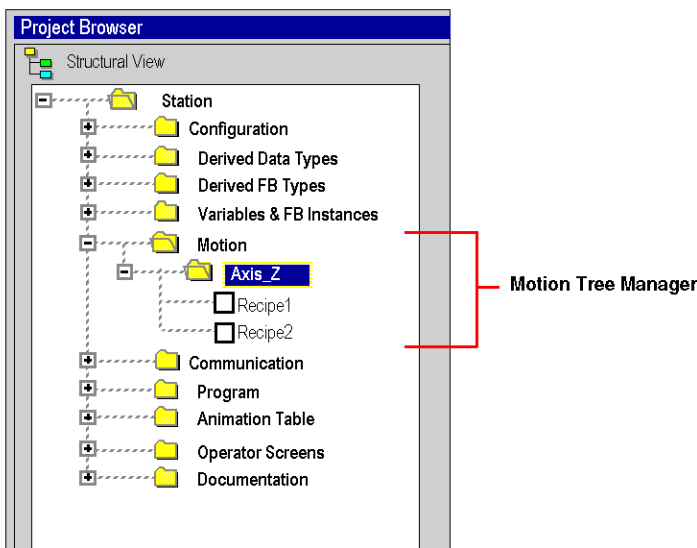 Project Browser
Structural View
Station
Configuration
Derived Data Types
Derived FB Types
Variables & FB Instances
Motion
Axis_Z
Motion Tree Manager
Recipe1
Recipe2
Communication
Program
Animation Table
Operator Screens
Documentation